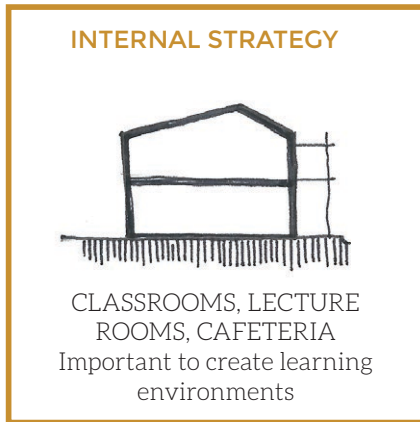 INTERNAL STRATEGY
CLASSROOMS, LECTURE
ROOMS, CAFETERIA
Important to create learning
environments